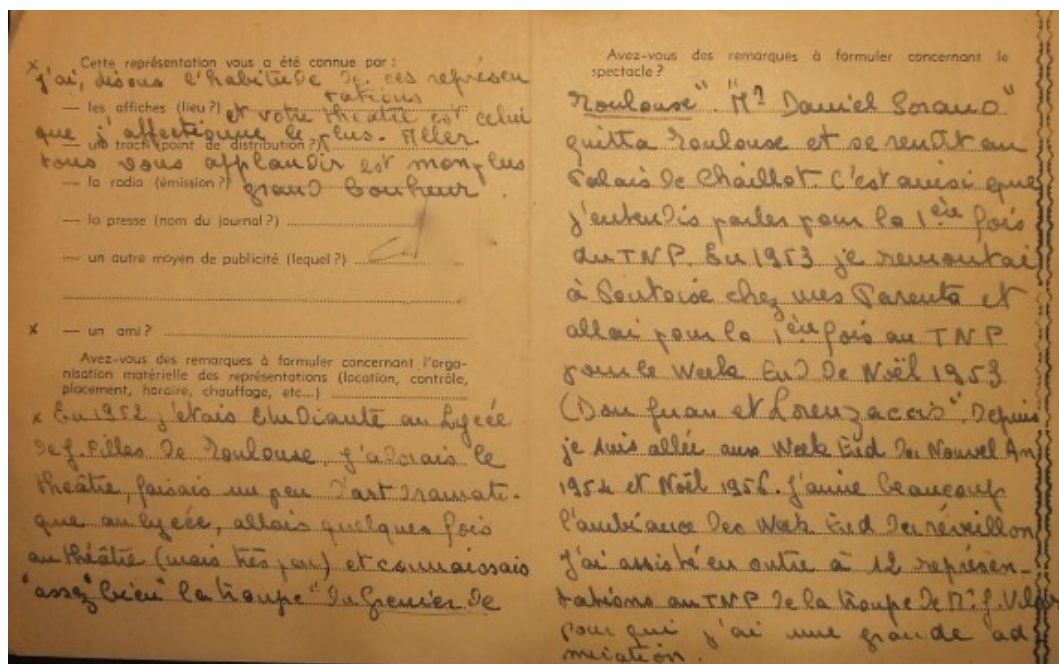 Cette représentation vous a été connue par :
x j'ai, disons l'habitude de ces représen
tations
— les affiches (lieu ?) et votre théâtre est celui
que j'affectionne le plus. Aller
— un tract (point de distribution ?)
tous vous applaudir est mon plus
— la radio (émission ?) grand bonheur.
— la presse (nom du journal ?)
— un autre moyen de publicité (lequel ?)
x — un ami ?
Avez-vous des remarques à formuler concernant l'orga-
nisation matérielle des représentations (location, contrôle,
placement, horaire, chauffage, etc...)
x En 1952 j'étais Etudiante au Lycée
de J. Filles de Toulouse. J'adorais le
théâtre, faisais un peu d'art dramati-
que au lycée, allais quelques fois
au théâtre (mais très peu) et connaissais
"assez bien" la troupe "du Grenier de
Avez-vous des remarques à formuler concernant le
spectacle ?
Toulouse". "Mr Daniel Sorano"
quitta Toulouse et se rendit au
Palais de Chaillot. C'est ainsi que
j'entendis parler pour la 1ère fois
du TNP. En 1953 je remontai
à Pontoise chez mes Parents et
allai pour la 1ère fois au TNP
pour le Week End de Noël 1953
(Don Juan et Lorenzaccio". Depuis
je suis allée aux Week End du Nouvel An
1954 et Noël 1956. J'aime beaucoup
l'ambiance des Week End du réveillon
J'ai assisté en outre à 12 représen-
tations au TNP de la troupe de Mr J. Vilar
pour qui j'ai une grande ad
miration.